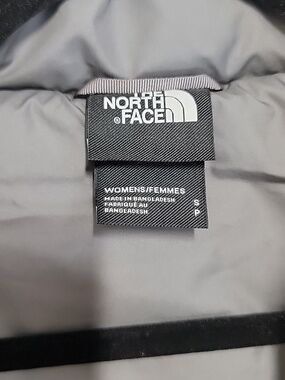 THE
NORTH
FACE
WOMENS/FEMMES
MADE IN BANGLADESH
FABRIQUÉ AU
BANGLADESH
S
P